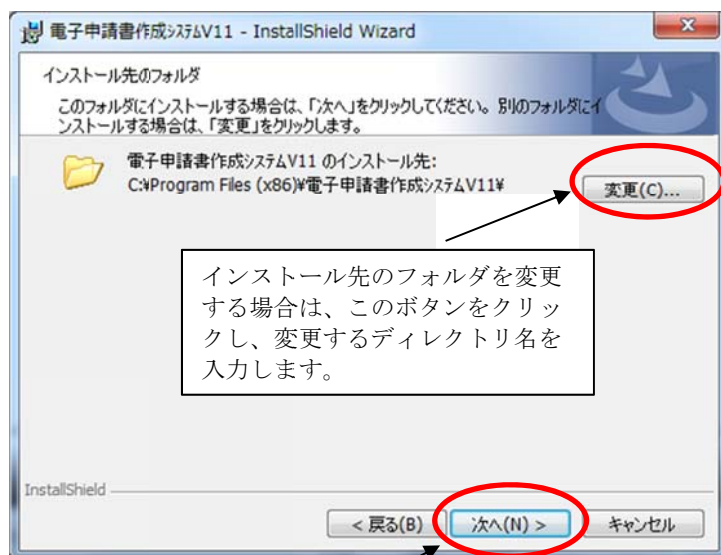 電子申請書作成ｼｽﾃﾑV11 - InstallShield Wizard
インストール先のフォルダ
このフォルダにインストールする場合は、「次へ」をクリックしてください。別のフォルダにイ
ンストールする場合は、「変更」をクリックします。
電子申請書作成ｼｽﾃﾑV11 のインストール先:
C:¥Program Files (x86)¥電子申請書作成ｼｽﾃﾑV11¥
変更(C)...
インストール先のフォルダを変更
する場合は、このボタンをクリッ
クし、変更するディレクトリ名を
入力します。
InstallShield
< 戻る(B)
次へ(N) >
キャンセル